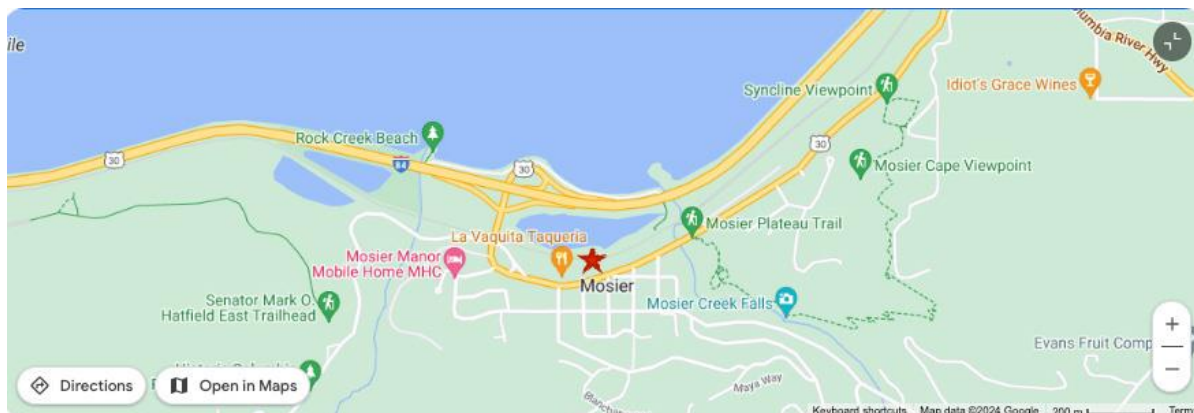 ile
30
Rock Creek Beach
84
30
Syncline Viewpoint
Columbia River Hwy
Idiot's Grace Wines
30
Mosier Cape Viewpoint
Mosier Plateau Trail
La Vaquita Taqueria
Mosier Manor
Mobile Home MHC
Mosier
Senator Mark O.
Hatfield East Trailhead
Mosier Creek Falls
Evans Fruit Comp
Maya Way
Directions
Open in Maps
+
−
Keyboard shortcuts Map data ©2024 Google 200 m Term